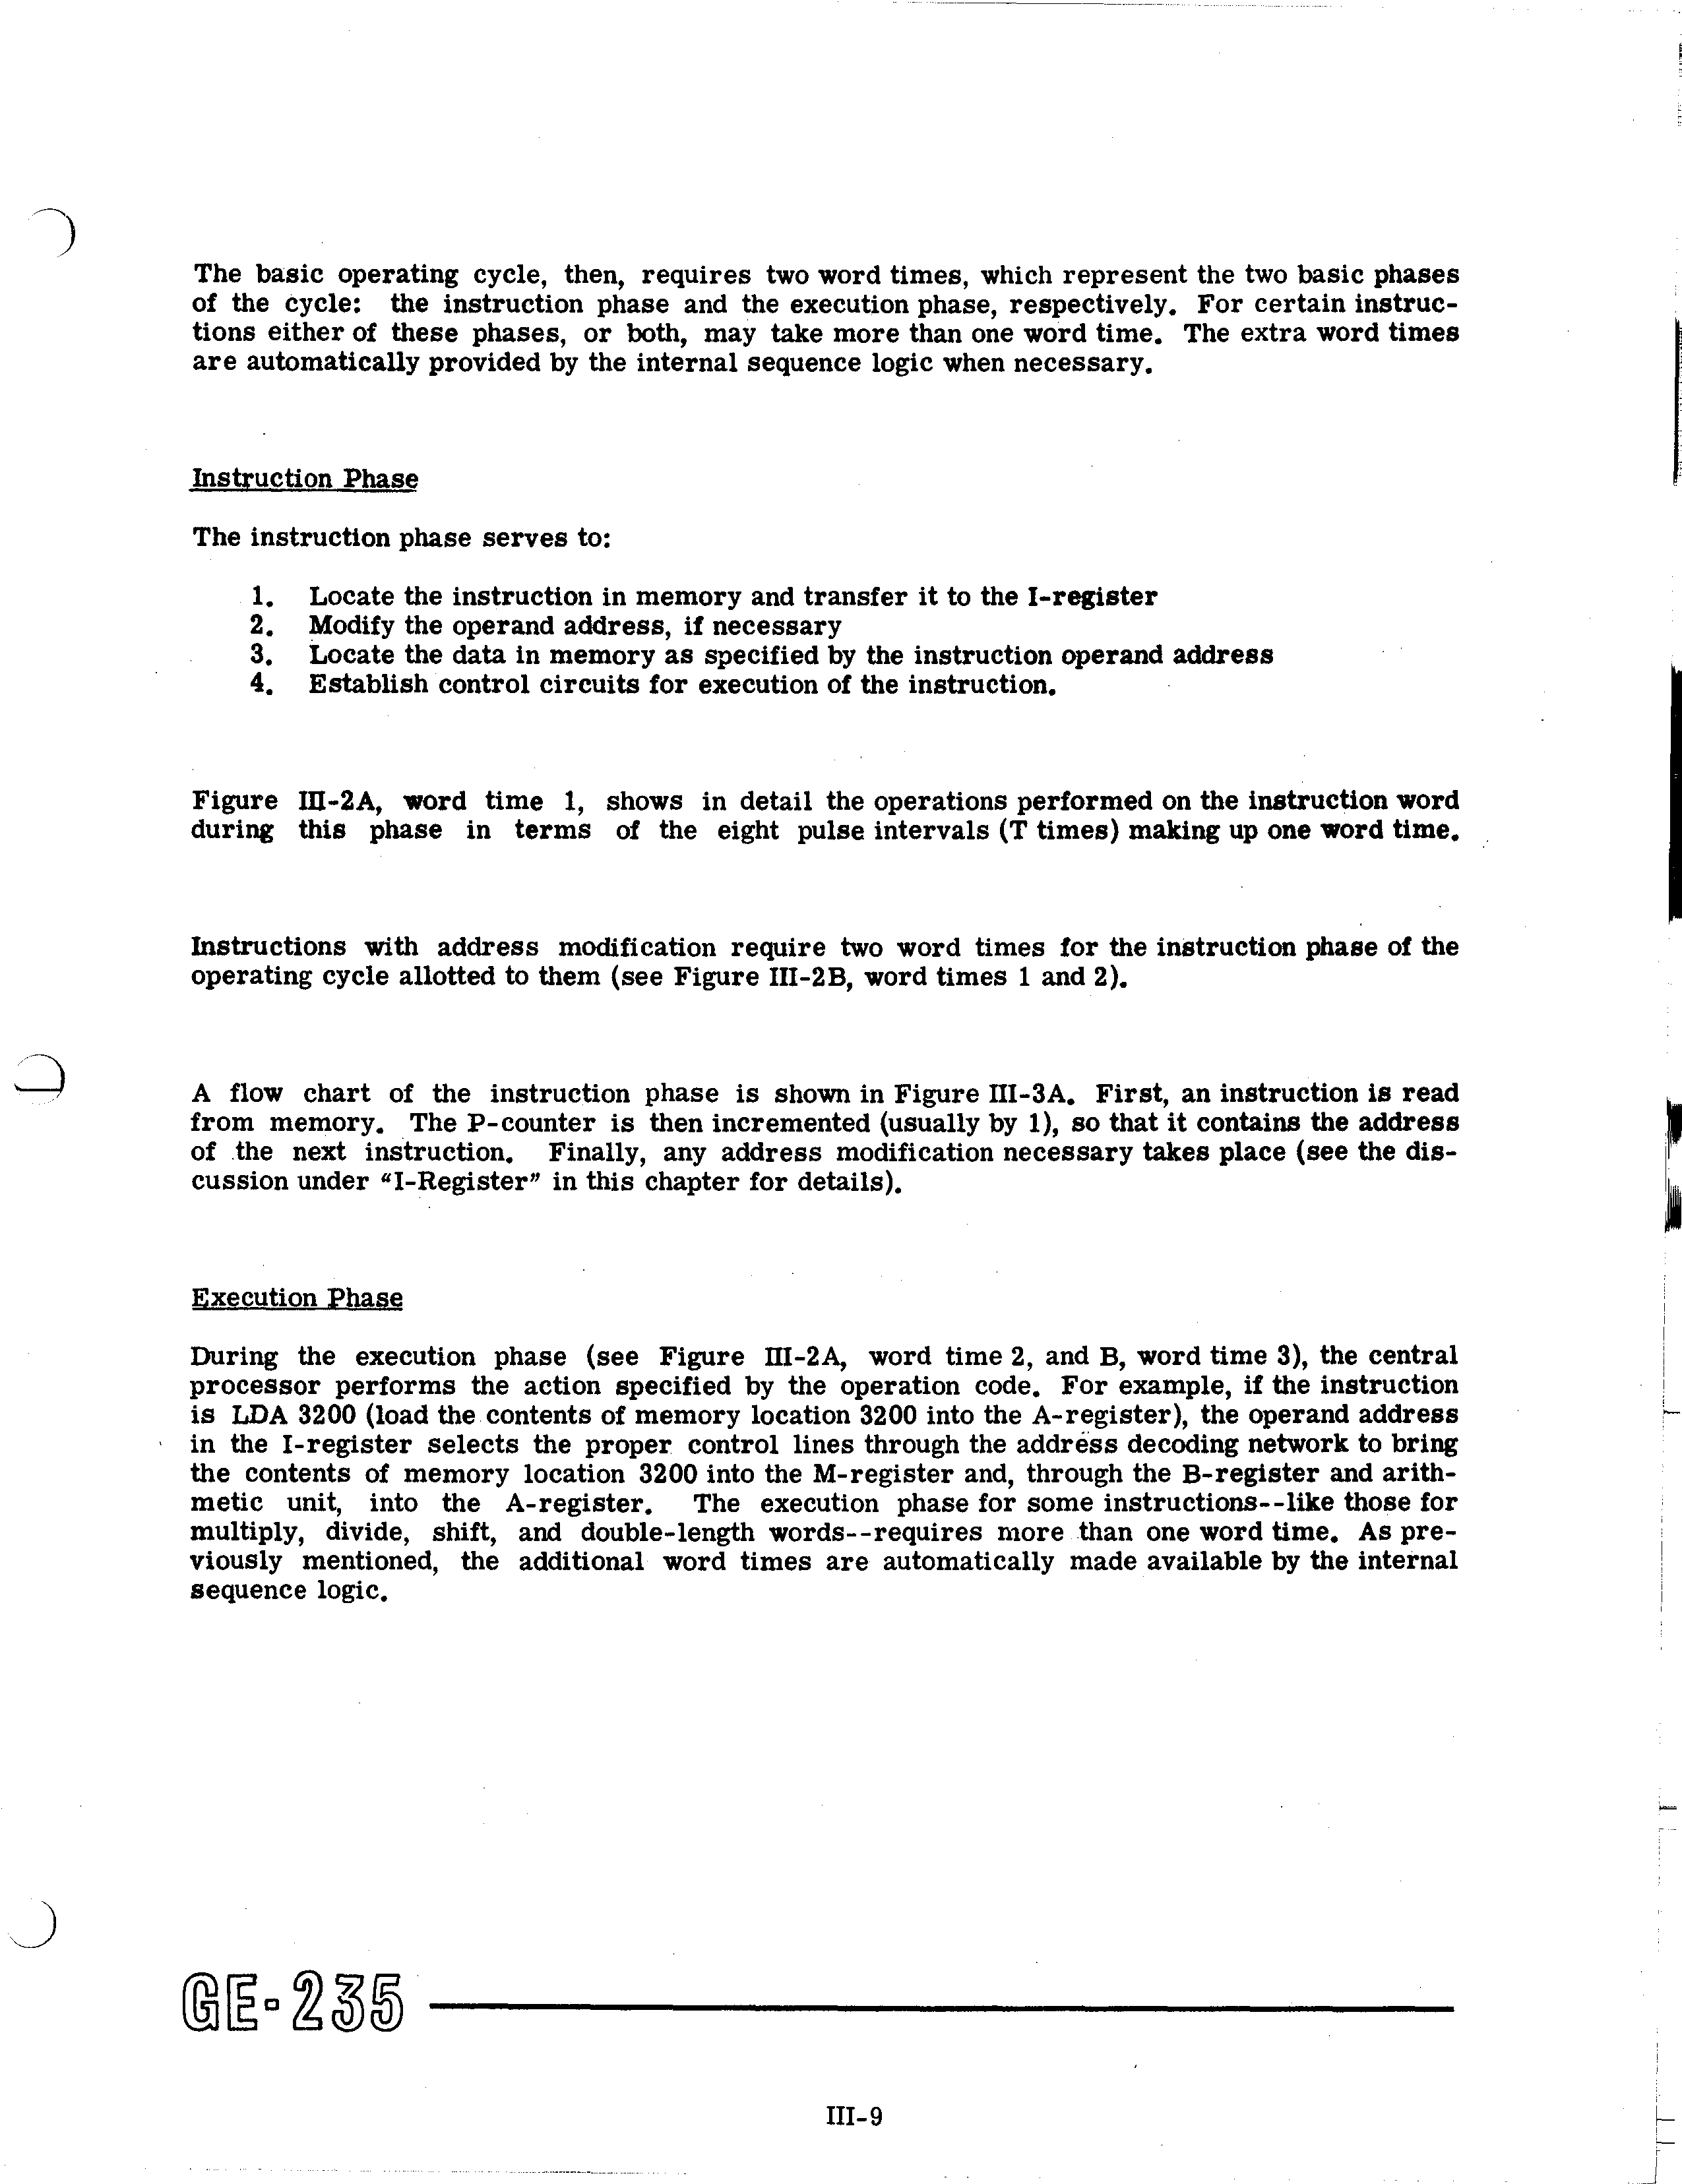 The basic operating cycle, then, requires two word times, which represent the two basic phases
of the cycle: the instruction phase and the execution phase, respectively. For certain instruc-
tions either of these phases, or both, may take more than one word time. The extra word times
are automatically provided by the internal sequence logic when necessary.
Instruction Phase
The instruction phase serves to:
1. Locate the instruction in memory and transfer it to the I-register
2. Modify the operand address, if necessary
3. Locate the data in memory as specified by the instruction operand address
4. Establish control circuits for execution of the instruction.
Figure III-2A, word time 1, shows in detail the operations performed on the instruction word
during this phase in terms of the eight pulse intervals (T times) making up one word time.
Instructions with address modification require two word times for the instruction phase of the
operating cycle allotted to them (see Figure III-2B, word times 1 and 2).
A flow chart of the instruction phase is shown in Figure III-3A. First, an instruction is read
from memory. The P-counter is then incremented (usually by 1), so that it contains the address
of the next instruction. Finally, any address modification necessary takes place (see the dis-
cussion under “I-Register” in this chapter for details).
Execution Phase
During the execution phase (see Figure III-2A, word time 2, and B, word time 3), the central
processor performs the action specified by the operation code. For example, if the instruction
is LDA 3200 (load the contents of memory location 3200 into the A-register), the operand address
in the I-register selects the proper control lines through the address decoding network to bring
the contents of memory location 3200 into the M-register and, through the B-register and arith-
metic unit, into the A-register. The execution phase for some instructions--like those for
multiply, divide, shift, and double-length words--requires more than one word time. As pre-
viously mentioned, the additional word times are automatically made available by the internal
sequence logic.
GE-235
III-9